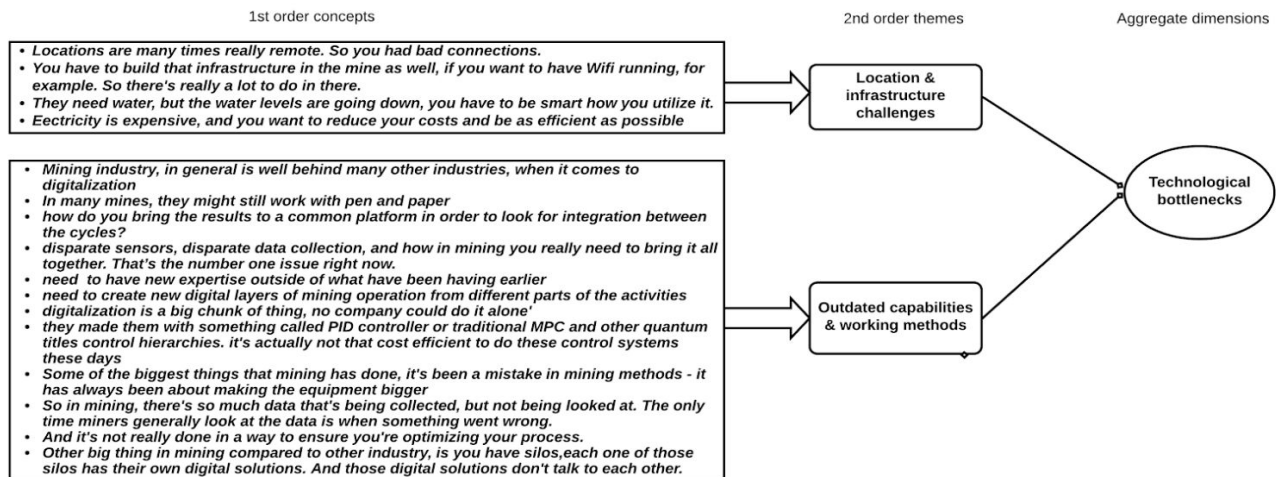 1st order concepts
2nd order themes
Aggregate dimensions
• Locations are many times really remote. So you had bad connections.
• You have to build that infrastructure in the mine as well, if you want to have Wifi running, for
example. So there's really a lot to do in there.
• They need water, but the water levels are going down, you have to be smart how you utilize it.
• Eectricity is expensive, and you want to reduce your costs and be as efficient as possible
Location &
infrastructure
challenges
• Mining industry, in general is well behind many other industries, when it comes to
digitalization
• In many mines, they might still work with pen and paper
• how do you bring the results to a common platform in order to look for integration between
the cycles?
• disparate sensors, disparate data collection, and how in mining you really need to bring it all
together. That's the number one issue right now.
• need to have new expertise outside of what have been having earlier
• need to create new digital layers of mining operation from different parts of the activities
• digitalization is a big chunk of thing, no company could do it alone'
• they made them with something called PID controller or traditional MPC and other quantum
titles control hierarchies. it's actually not that cost efficient to do these control systems
these days
• Some of the biggest things that mining has done, it's been a mistake in mining methods - it
has always been about making the equipment bigger
• So in mining, there's so much data that's being collected, but not being looked at. The only
time miners generally look at the data is when something went wrong.
• And it's not really done in a way to ensure you're optimizing your process.
• Other big thing in mining compared to other industry, is you have silos,each one of those
silos has their own digital solutions. And those digital solutions don't talk to each other.
Outdated capabilities
& working methods
Technological
bottlenecks